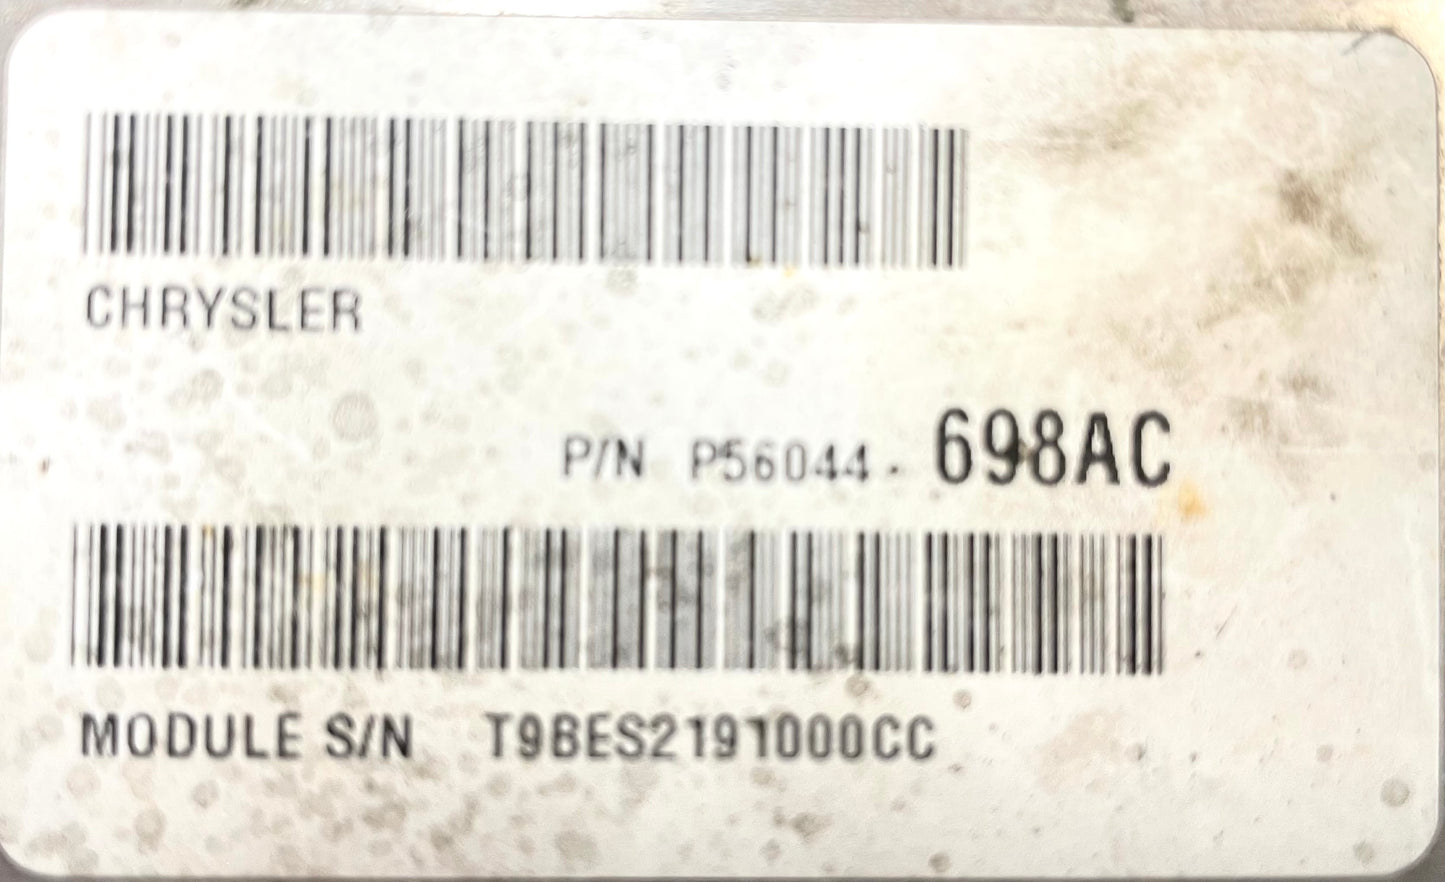 CHRYSLER
P/N P56044-698AC
MODULE S/N T9BES2191000CC